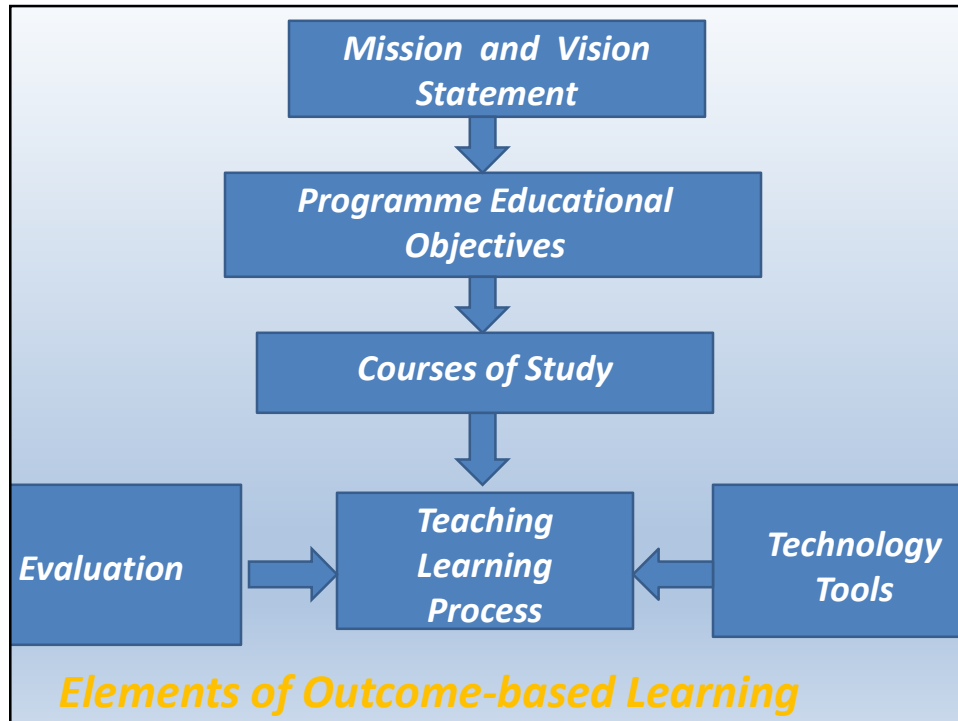 Mission and Vision
Statement
Programme Educational
Objectives
Courses of Study
Evaluation
Teaching
Learning
Process
Technology
Tools
Elements of Outcome-based Learning